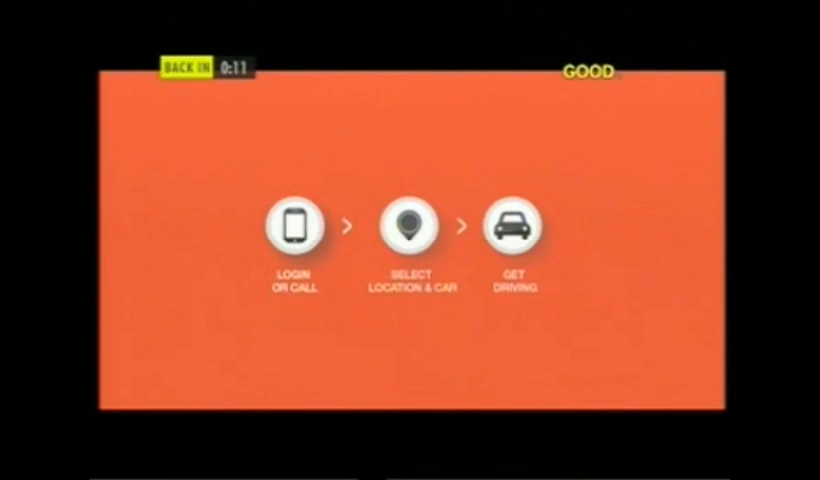 BACK IN 0:11
GOOD
LOGIN
OR CALL
SELECT
LOCATION & CAR
GET
DRIVING